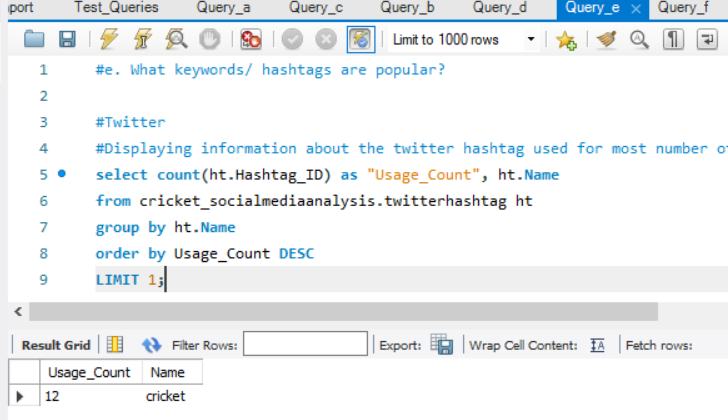 port Test_Queries Query_a Query_c Query_b Query_d Query_e Query_f
Limit to 1000 rows
1 #e. What keywords/ hashtags are popular?
2
3 #Twitter
4 #Displaying information about the twitter hashtag used for most number of
5 select count(ht.Hashtag_ID) as "Usage_Count", ht.Name
6 from cricket_socialmediaanalysis.twitterhashtag ht
7 group by ht.Name
8 order by Usage_Count DESC
9 LIMIT 1;
Result Grid Filter Rows: Export: Wrap Cell Content: IA Fetch rows:
Usage_Count Name
12 cricket